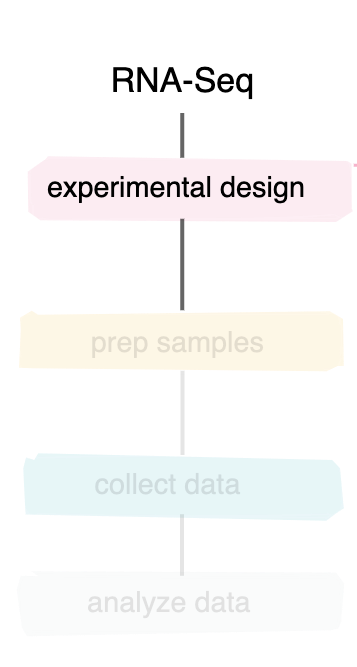 RNA-Seq
experimental design
prep samples
collect data
analyze data